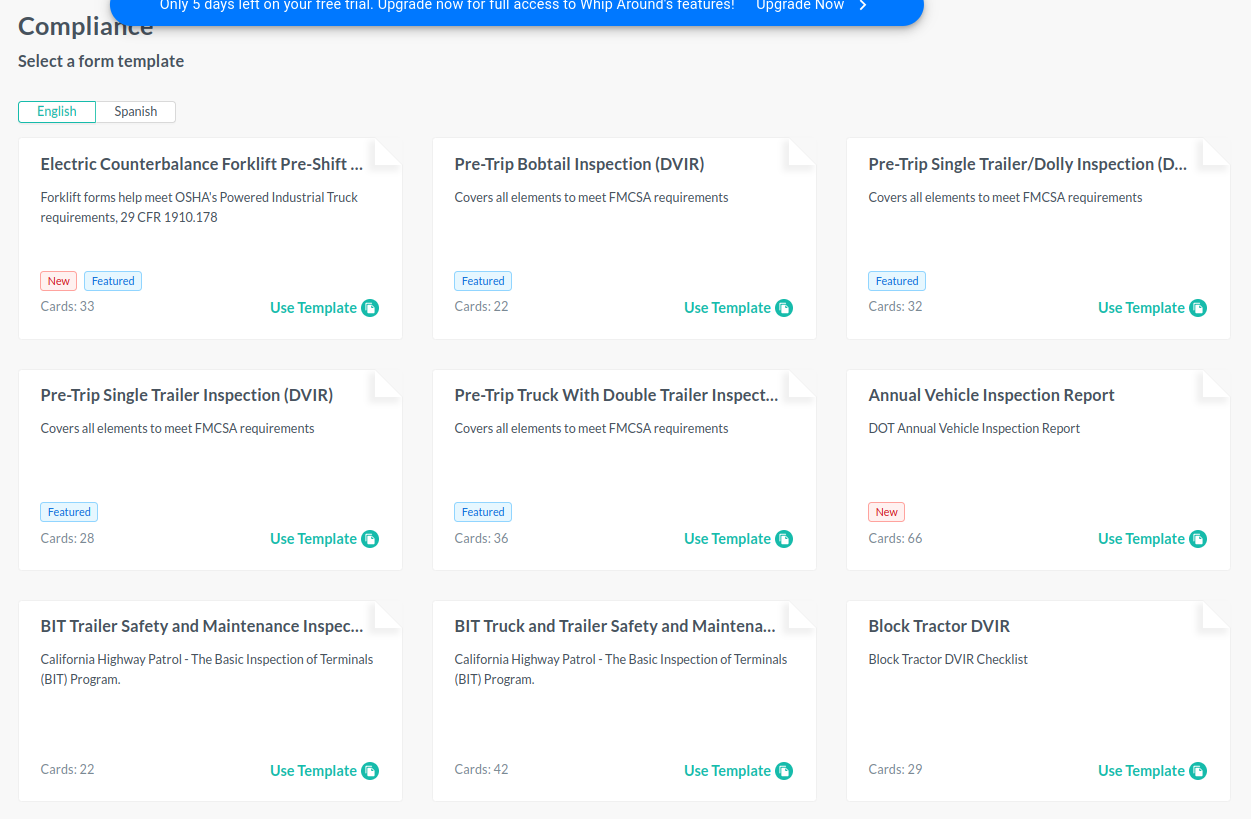 Only 5 days left on your free trial. Upgrade now for full access to Whip Around's features! Upgrade Now
Compliance
Select a form template
English Spanish
Electric Counterbalance Forklift Pre-Shift ...
Forklift forms help meet OSHA's Powered Industrial Truck
requirements, 29 CFR 1910.178
New Featured
Cards: 33 Use Template
Pre-Trip Bobtail Inspection (DVIR)
Covers all elements to meet FMCSA requirements
Featured
Cards: 22 Use Template
Pre-Trip Single Trailer/Dolly Inspection (D...
Covers all elements to meet FMCSA requirements
Featured
Cards: 32 Use Template
Pre-Trip Single Trailer Inspection (DVIR)
Covers all elements to meet FMCSA requirements
Featured
Cards: 28 Use Template
Pre-Trip Truck With Double Trailer Inspect...
Covers all elements to meet FMCSA requirements
Featured
Cards: 36 Use Template
Annual Vehicle Inspection Report
DOT Annual Vehicle Inspection Report
New
Cards: 66 Use Template
BIT Trailer Safety and Maintenance Inspec...
California Highway Patrol - The Basic Inspection of Terminals
(BIT) Program.
Cards: 22 Use Template
BIT Truck and Trailer Safety and Maintena...
California Highway Patrol - The Basic Inspection of Terminals
(BIT) Program.
Cards: 42 Use Template
Block Tractor DVIR
Block Tractor DVIR Checklist
Cards: 29 Use Template